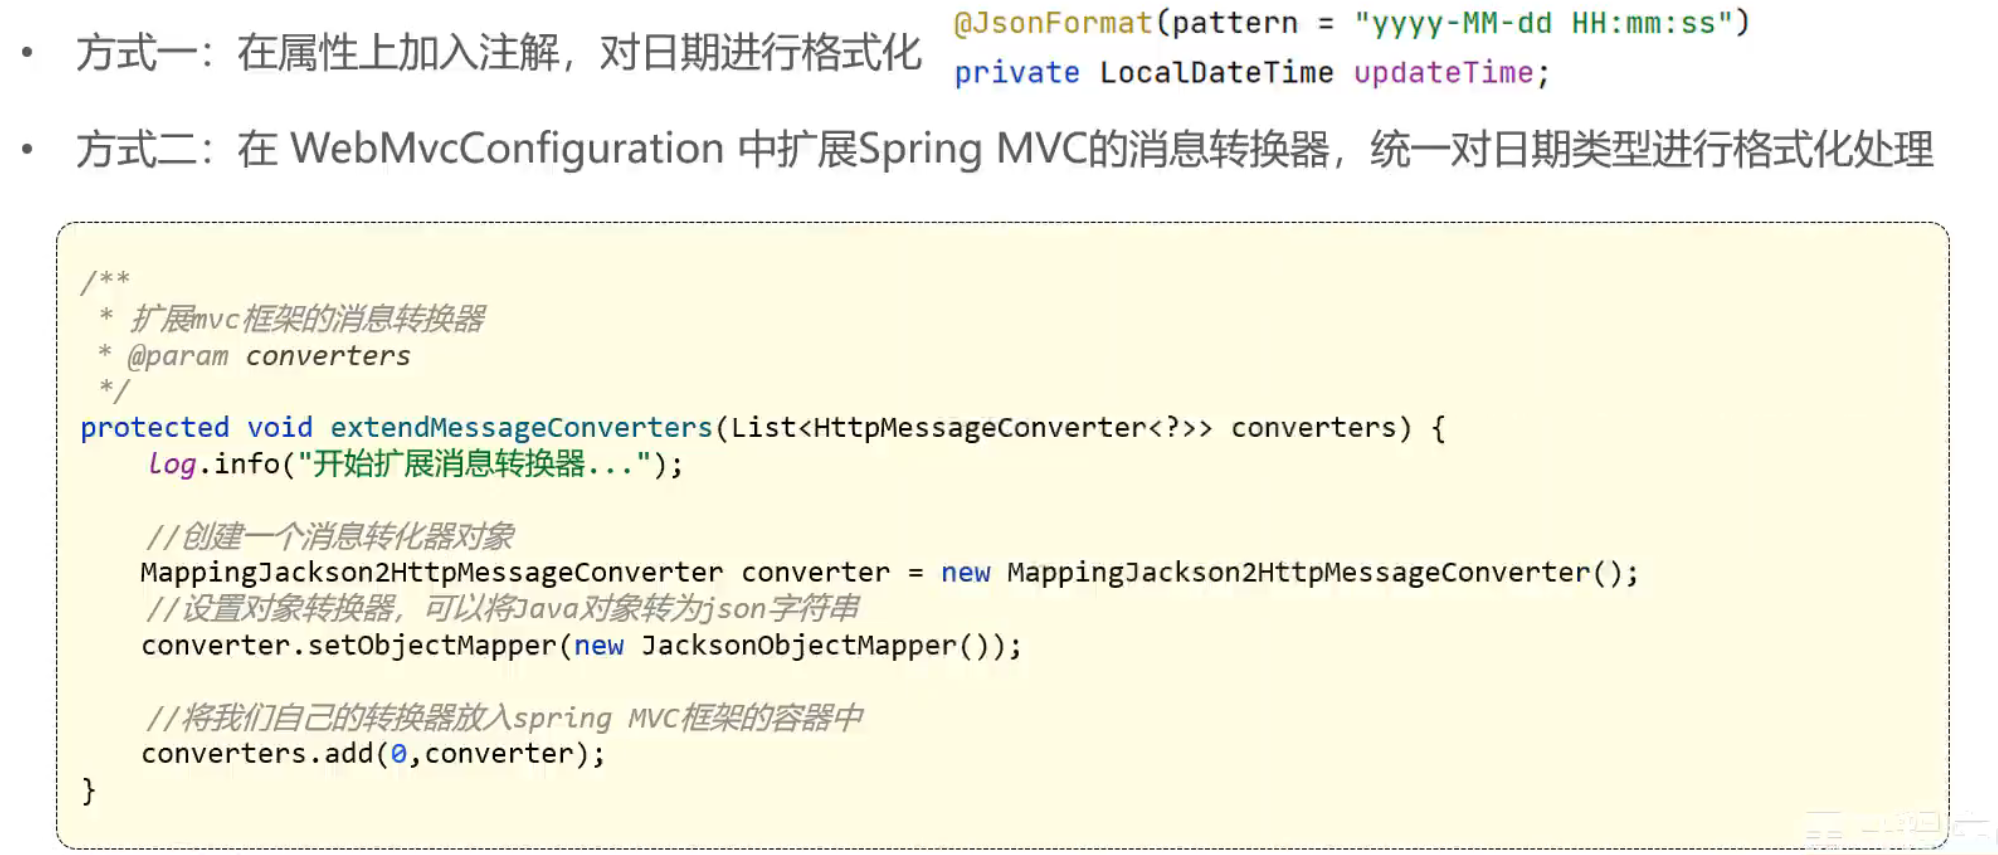 • 方式一：在属性上加入注解，对日期进行格式化
@JsonFormat(pattern = "yyyy-MM-dd HH:mm:ss")
private LocalDateTime updateTime;
• 方式二：在 WebMvcConfiguration 中扩展Spring MVC的消息转换器，统一对日期类型进行格式化处理
/**
 * 扩展mvc框架的消息转换器
 * @param converters
 */
protected void extendMessageConverters(List<HttpMessageConverter<?>> converters) {
    log.info("开始扩展消息转换器...");
    //创建一个消息转化器对象
    MappingJackson2HttpMessageConverter converter = new MappingJackson2HttpMessageConverter();
    //设置对象转换器，可以将Java对象转为json字符串
    converter.setObjectMapper(new JacksonObjectMapper());
    //将我们自己的转换器放入spring MVC框架的容器中
    converters.add(0,converter);
}